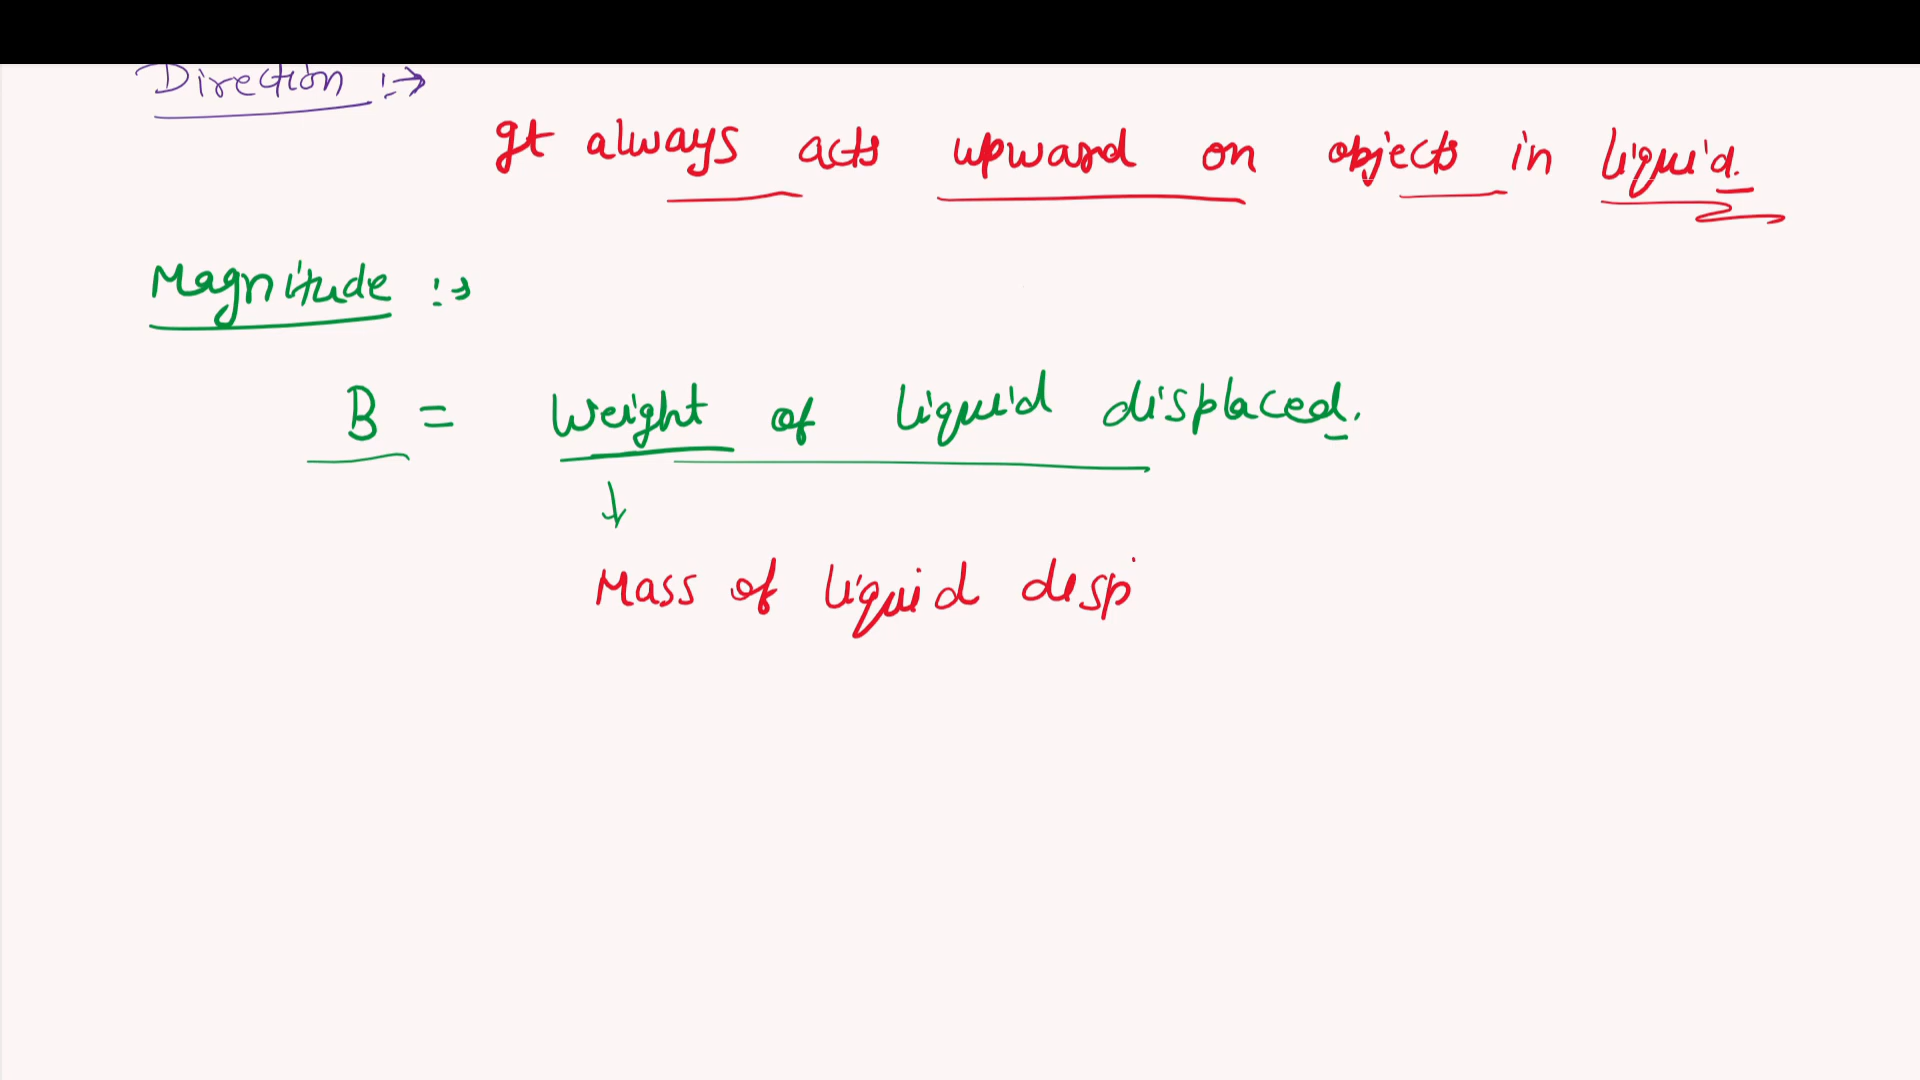 Direction :→
It always acts upward on objects in liquid.
Magnitude :→
B = Weight of liquid displaced.
↓
Mass of liquid disp